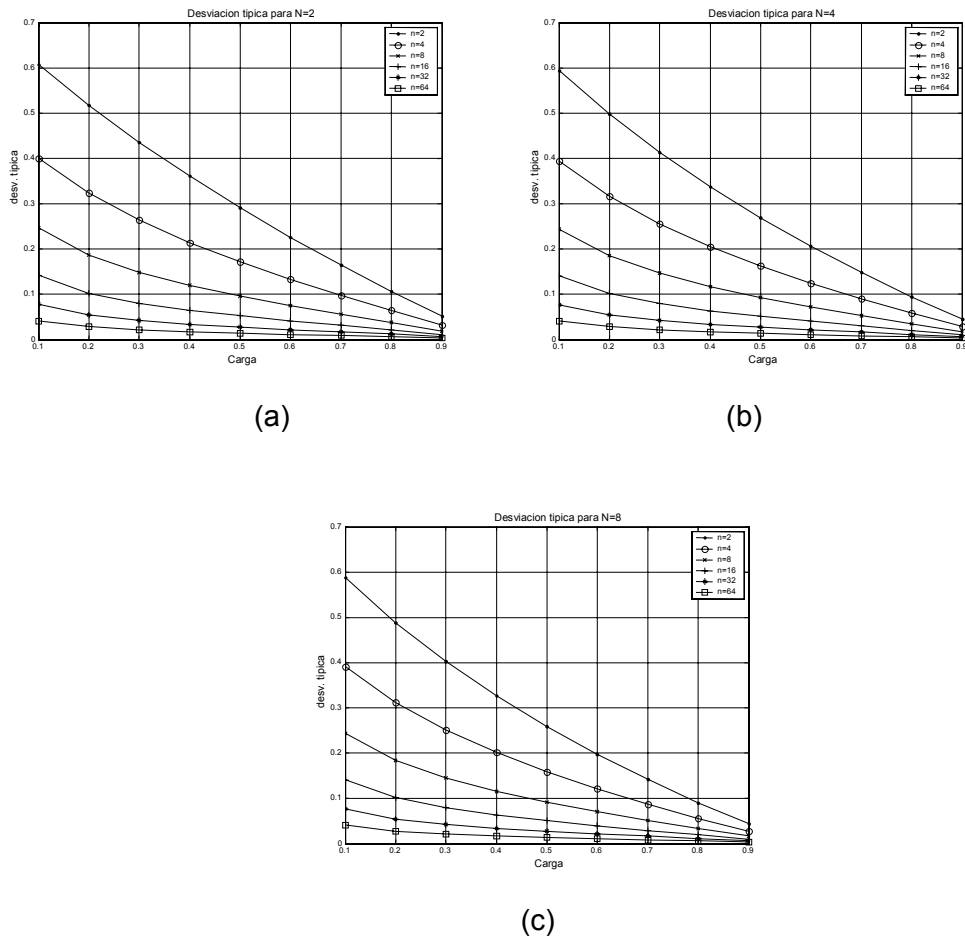 Desviacion tipica para N=2
0.7
0.6
0.5
0.4
0.3
0.2
0.1
0
desv. tipica
0.1 0.2 0.3 0.4 0.5 0.6 0.7 0.8 0.9
Carga
n=2
n=4
n=8
n=16
n=32
n=64
(a)
Desviacion tipica para N=4
0.7
0.6
0.5
0.4
0.3
0.2
0.1
0
desv. tipica
0.1 0.2 0.3 0.4 0.5 0.6 0.7 0.8 0.9
Carga
n=2
n=4
n=8
n=16
n=32
n=64
(b)
Desviacion tipica para N=8
0.7
0.6
0.5
0.4
0.3
0.2
0.1
0
desv. tipica
0.1 0.2 0.3 0.4 0.5 0.6 0.7 0.8 0.9
Carga
n=2
n=4
n=8
n=16
n=32
n=64
(c)